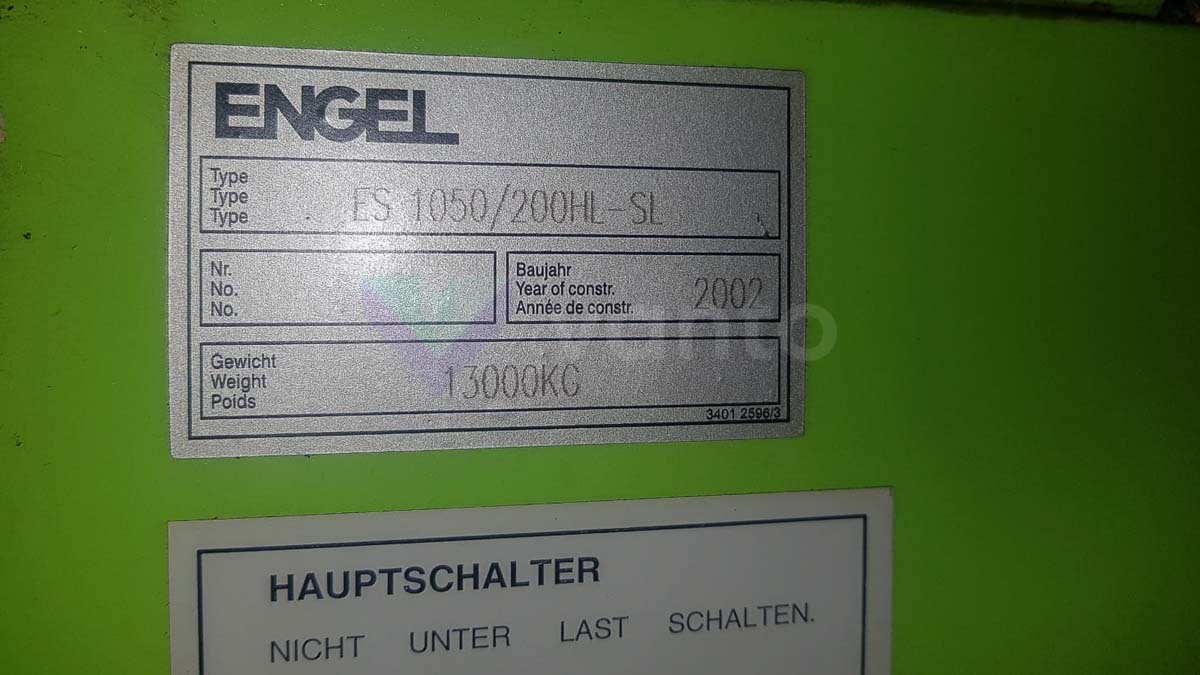 ENGEL
Type
Type
Type
ES 1050/200HL-SL
Nr.
No.
No.
Baujahr
Year of constr.
Année de constr.
2002
Gewicht
Weight
Poids
13000KG
3401 2596/3
HAUPTSCHALTER
NICHT UNTER LAST SCHALTEN.